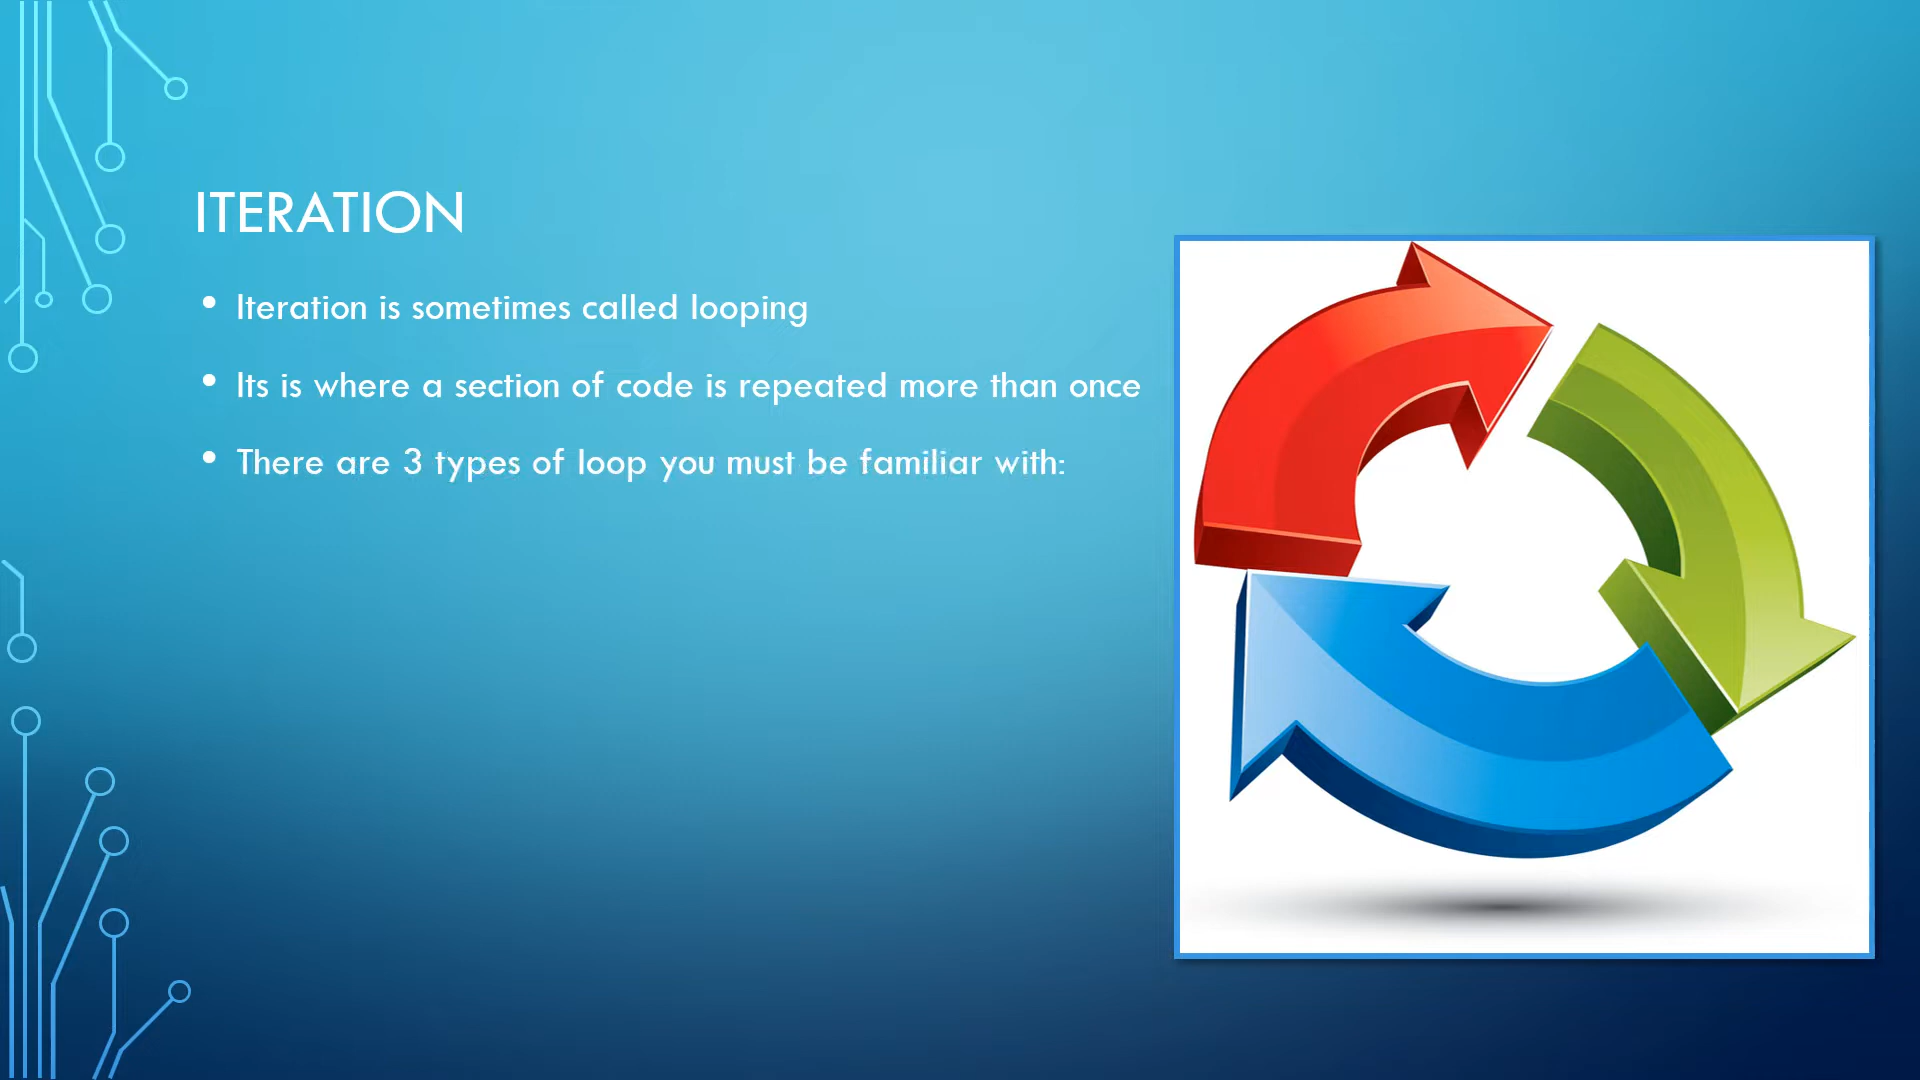 ITERATION
• Iteration is sometimes called looping
• Its is where a section of code is repeated more than once
• There are 3 types of loop you must be familiar with: